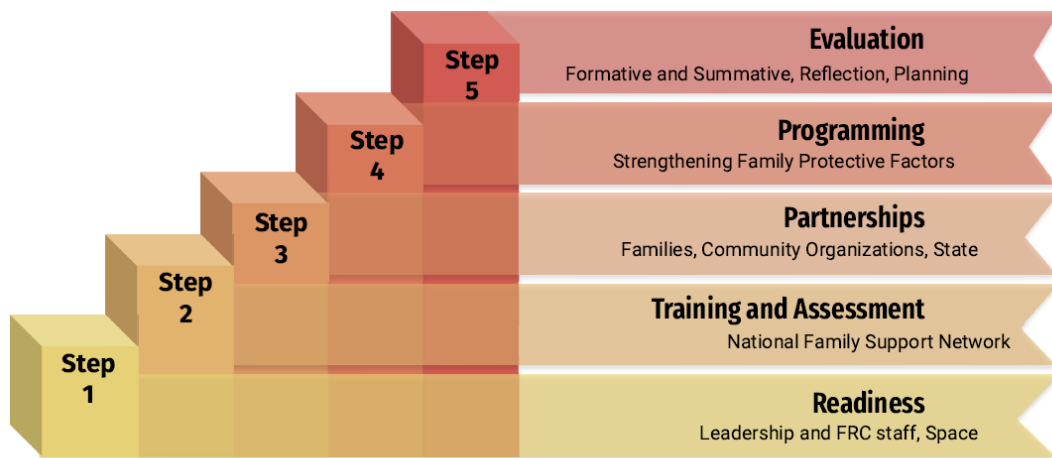 Step
5
Evaluation
Formative and Summative, Reflection, Planning
Step
4
Programming
Strengthening Family Protective Factors
Step
3
Partnerships
Families, Community Organizations, State
Step
2
Training and Assessment
National Family Support Network
Step
1
Readiness
Leadership and FRC staff, Space